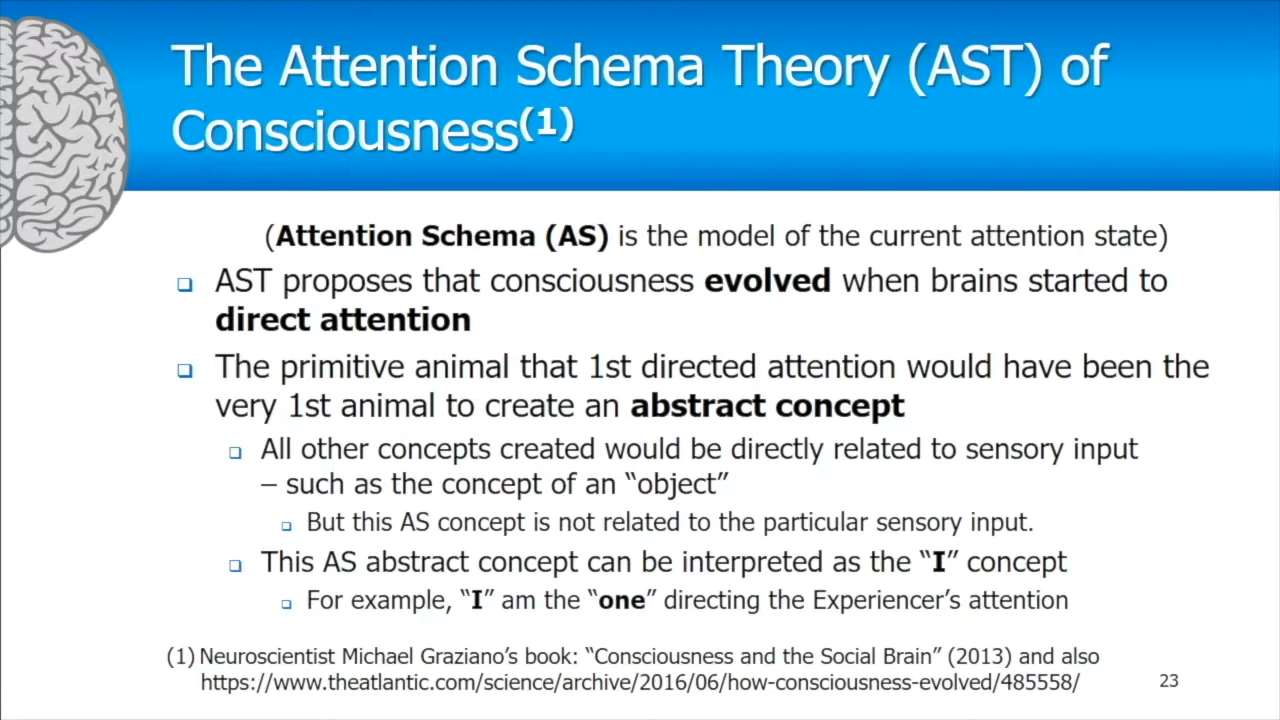 The Attention Schema Theory (AST) of
Consciousness(1)
(Attention Schema (AS) is the model of the current attention state)
❑ AST proposes that consciousness evolved when brains started to
direct attention
❑ The primitive animal that 1st directed attention would have been the
very 1st animal to create an abstract concept
❑ All other concepts created would be directly related to sensory input
– such as the concept of an “object”
❑ But this AS concept is not related to the particular sensory input.
❑ This AS abstract concept can be interpreted as the “I” concept
❑ For example, “I” am the “one” directing the Experiencer’s attention
(1) Neuroscientist Michael Graziano’s book: “Consciousness and the Social Brain” (2013) and also
https://www.theatlantic.com/science/archive/2016/06/how-consciousness-evolved/485558/
23